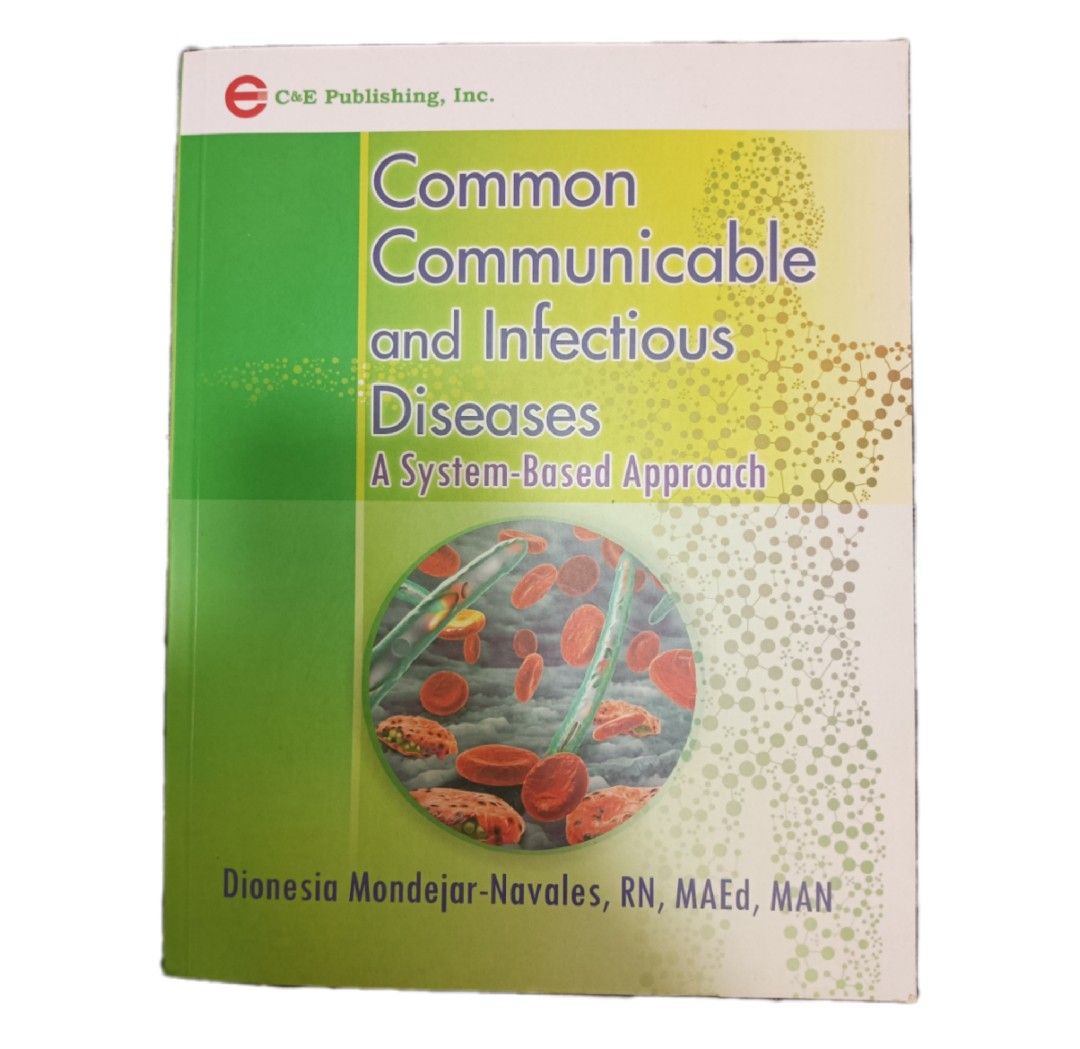 C&E Publishing, Inc.
Common
Communicable
and Infectious
Diseases
A System-Based Approach
Dionesia Mondejar-Navales, RN, MAEd, MAN